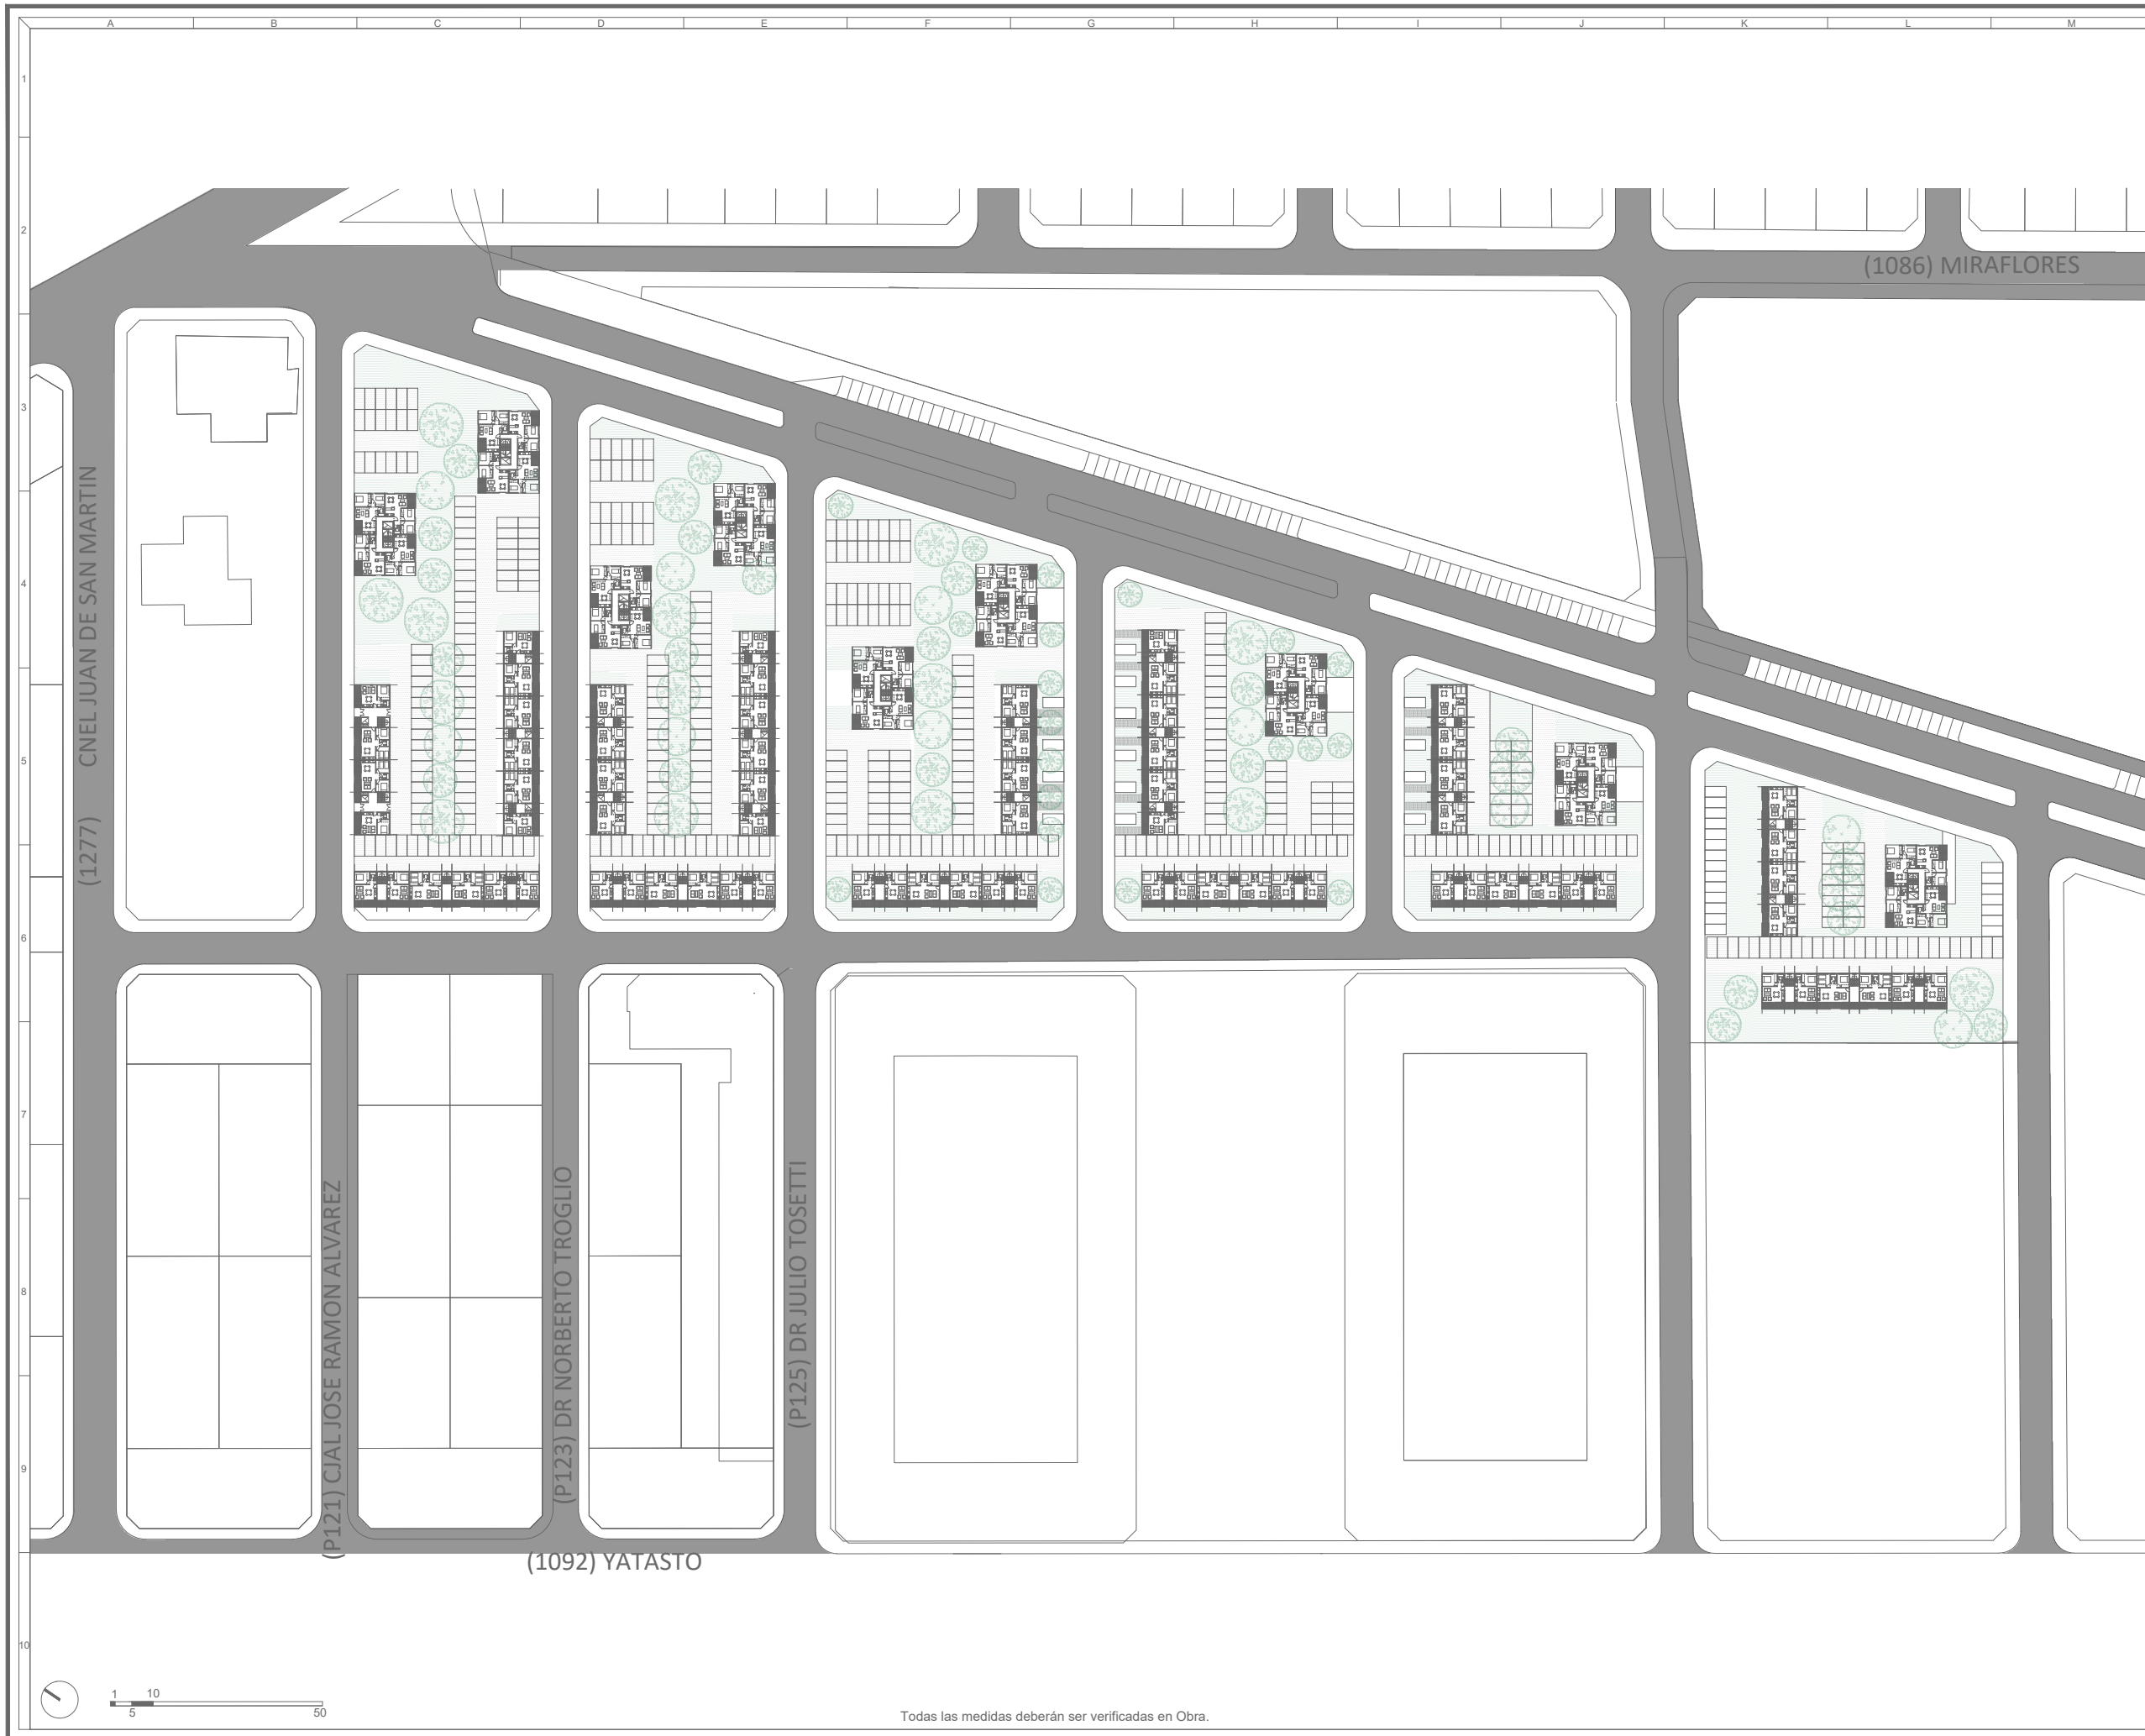 A B C D E F G H I J K L M
1
2
(1086) MIRAFLORES
3
4
(1277) CNEL JUAN DE SAN MARTIN
5
6
7
(P121) CJAL JOSE RAMON ALVAREZ
(P123) DR NORBERTO TROGLIO
(P125) DR JULIO TOSETTI
8
9
(1092) YATASTO
10
1 10
5 50
Todas las medidas deberán ser verificadas en Obra.